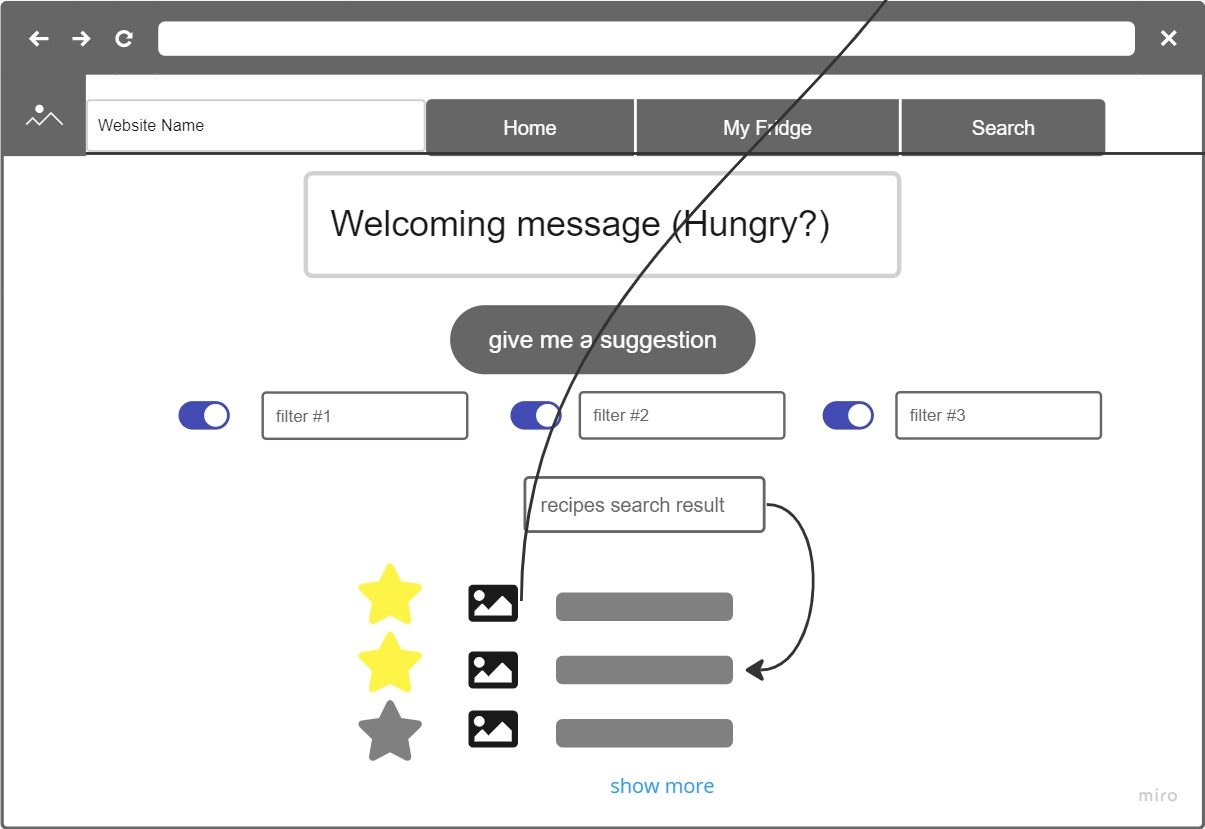 Website Name
Home
My Fridge
Search
Welcoming message (Hungry?)
give me a suggestion
filter #1
filter #2
filter #3
recipes search result
show more
miro